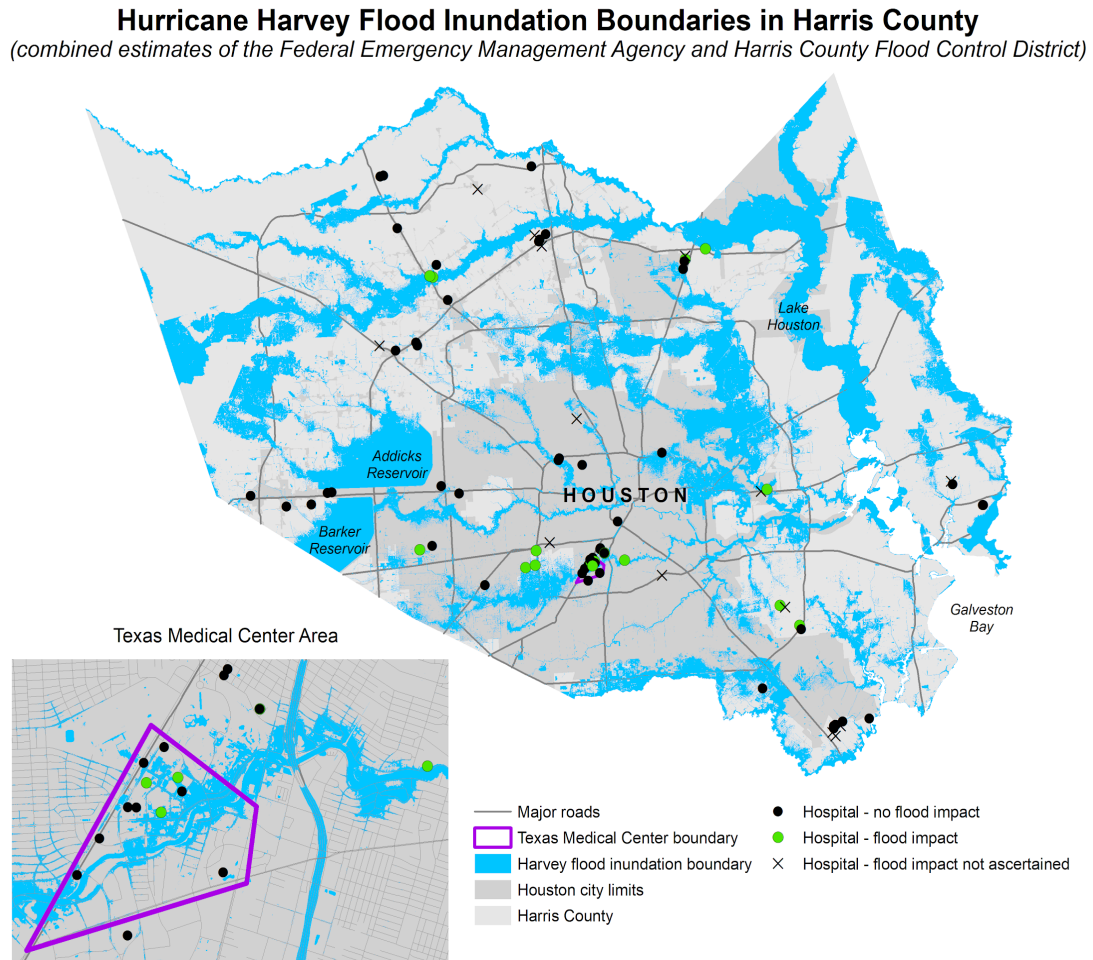 Hurricane Harvey Flood Inundation Boundaries in Harris County
(combined estimates of the Federal Emergency Management Agency and Harris County Flood Control District)
Lake
Houston
Addicks
Reservoir
HOUSTON
Barker
Reservoir
Galveston
Bay
Texas Medical Center Area
Major roads
Texas Medical Center boundary
Harvey flood inundation boundary
Houston city limits
Harris County
Hospital - no flood impact
Hospital - flood impact
Hospital - flood impact not ascertained